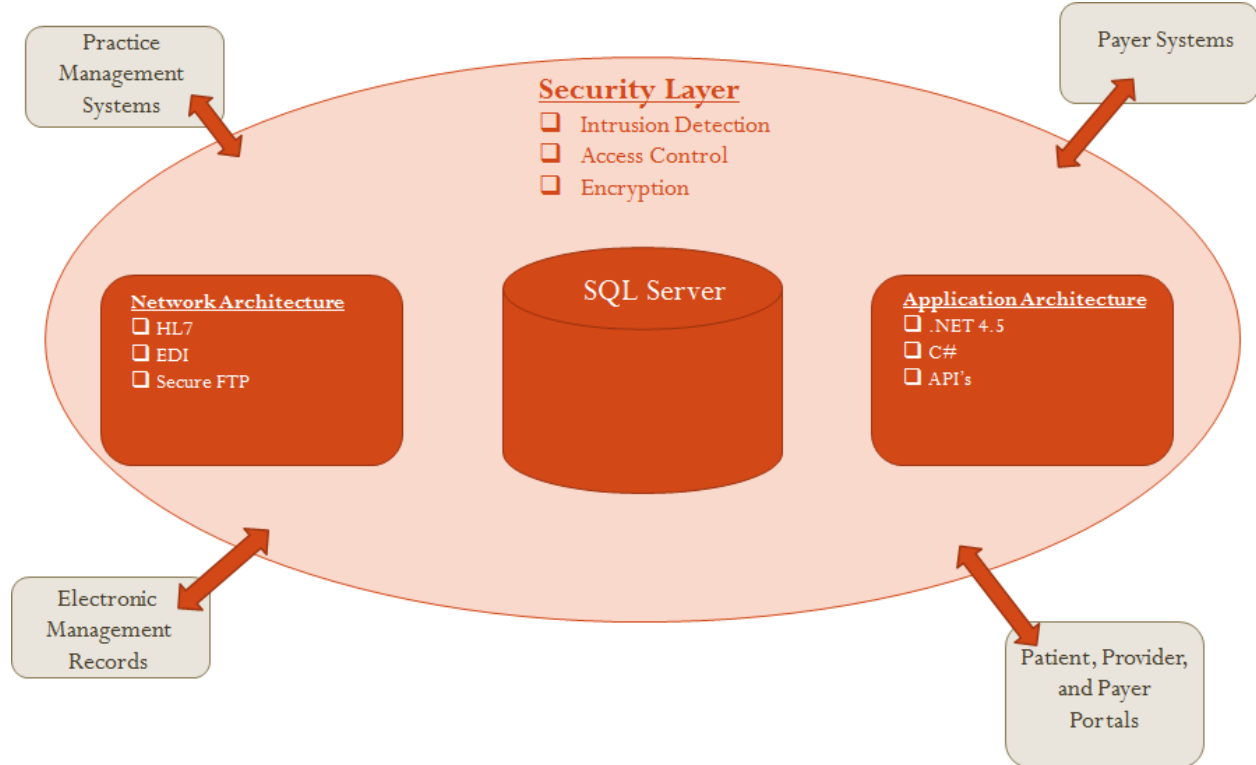 Practice
Management
Systems
Payer Systems
Security Layer
Intrusion Detection
Access Control
Encryption
Network Architecture
HL7
EDI
Secure FTP
SQL Server
Application Architecture
.NET 4.5
C#
API's
Electronic
Management
Records
Patient, Provider,
and Payer
Portals